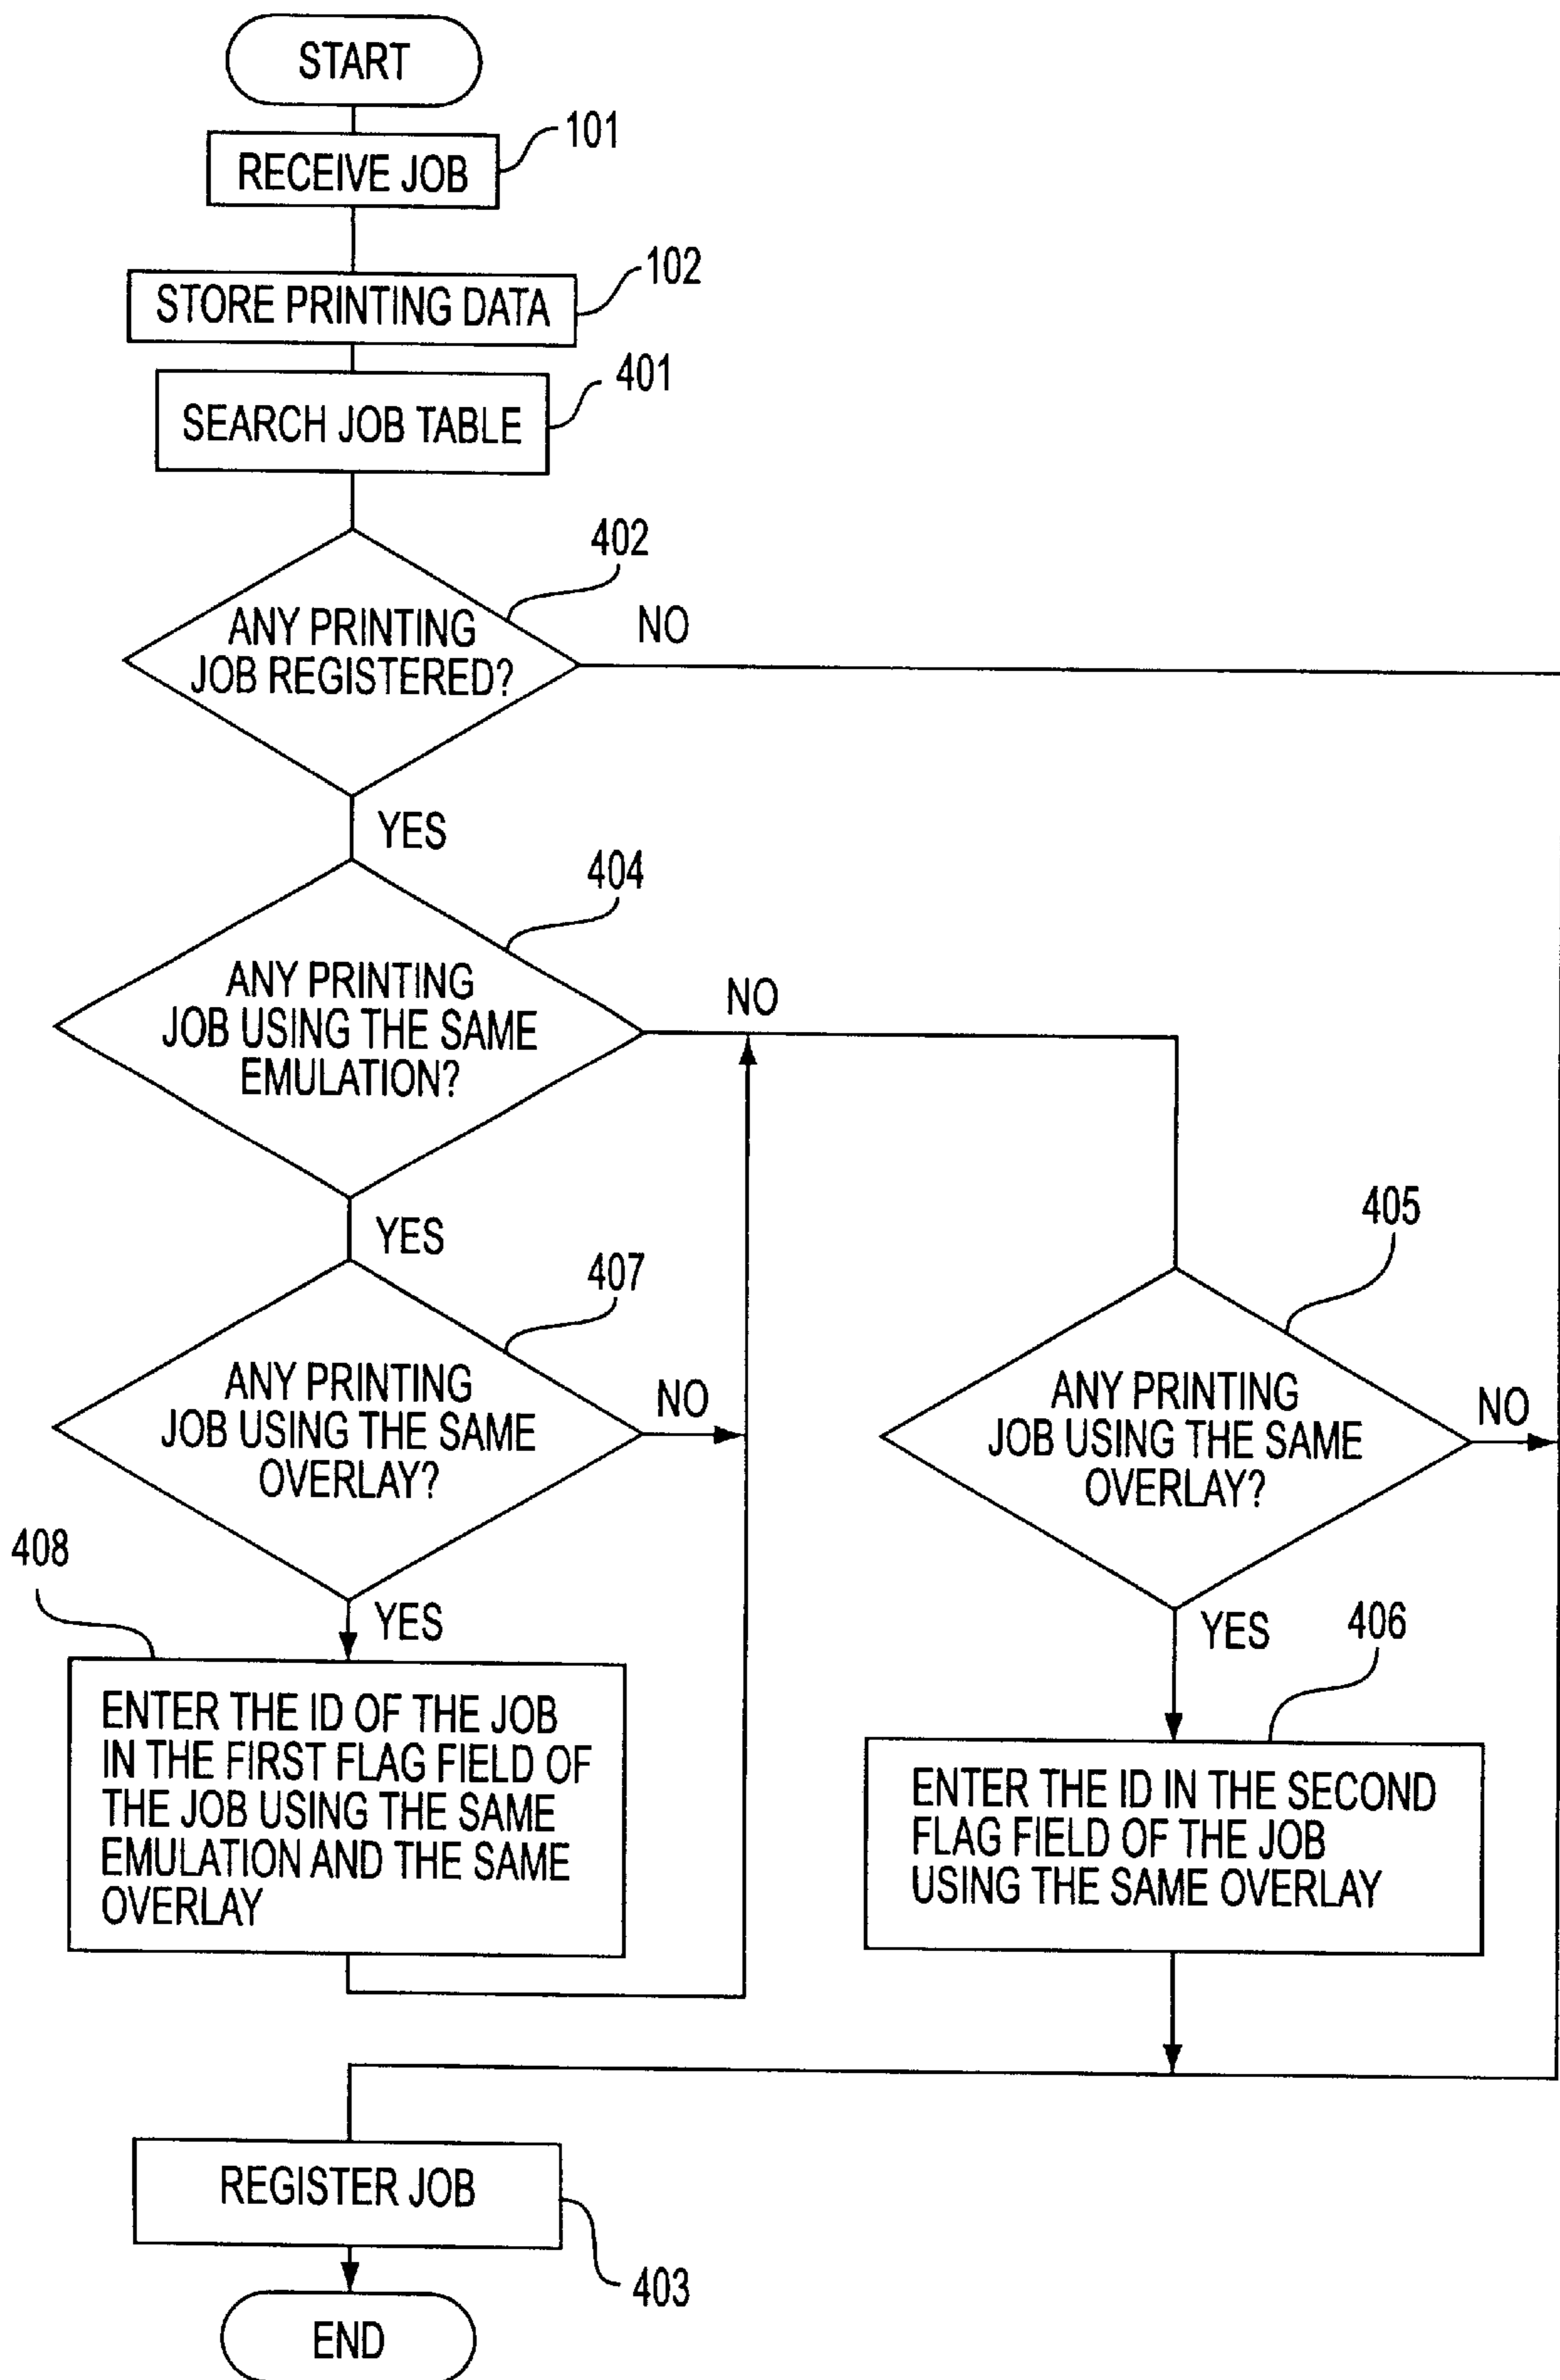 START
101
RECEIVE JOB
102
STORE PRINTING DATA
401
SEARCH JOB TABLE
402
ANY PRINTING
JOB REGISTERED?
NO
YES
404
ANY PRINTING
JOB USING THE SAME
EMULATION?
NO
YES
407
ANY PRINTING
JOB USING THE SAME
OVERLAY?
NO
YES
405
ANY PRINTING
JOB USING THE SAME
OVERLAY?
NO
YES
408
ENTER THE ID OF THE JOB
IN THE FIRST FLAG FIELD OF
THE JOB USING THE SAME
EMULATION AND THE SAME
OVERLAY
406
ENTER THE ID IN THE SECOND
FLAG FIELD OF THE JOB
USING THE SAME OVERLAY
REGISTER JOB
403
END